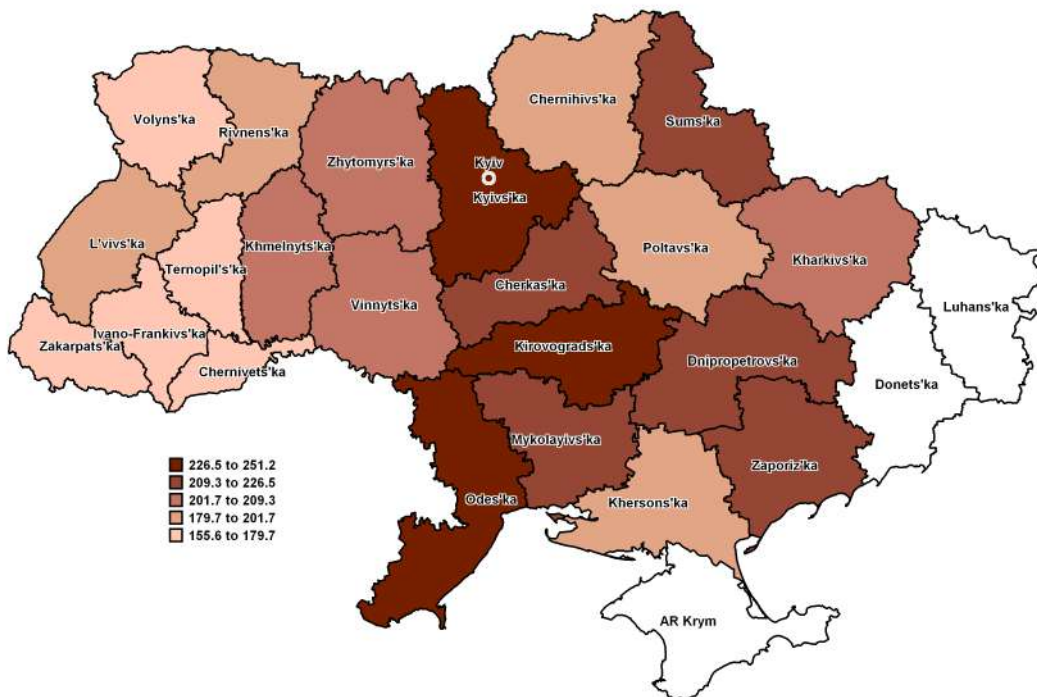 Chernihivs'ka
Volyns'ka
Sums'ka
Rivnens'ka
Zhytomyrs'ka
Kyiv
Kyivs'ka
L'vivs'ka
Khmelnyts'ka
Poltavs'ka
Kharkivs'ka
Ternopil's'ka
Cherkas'ka
Vinnyts'ka
Luhans'ka
Ivano-Frankivs'ka
Zakarpats'ka
Kirovograds'ka
Dnipropetrovs'ka
Chernivets'ka
Donets'ka
Mykolayivs'ka
Zaporiz'ka
226.5 to 251.2
209.3 to 226.5
201.7 to 209.3
179.7 to 201.7
155.6 to 179.7
Odes'ka
Khersons'ka
AR Krym